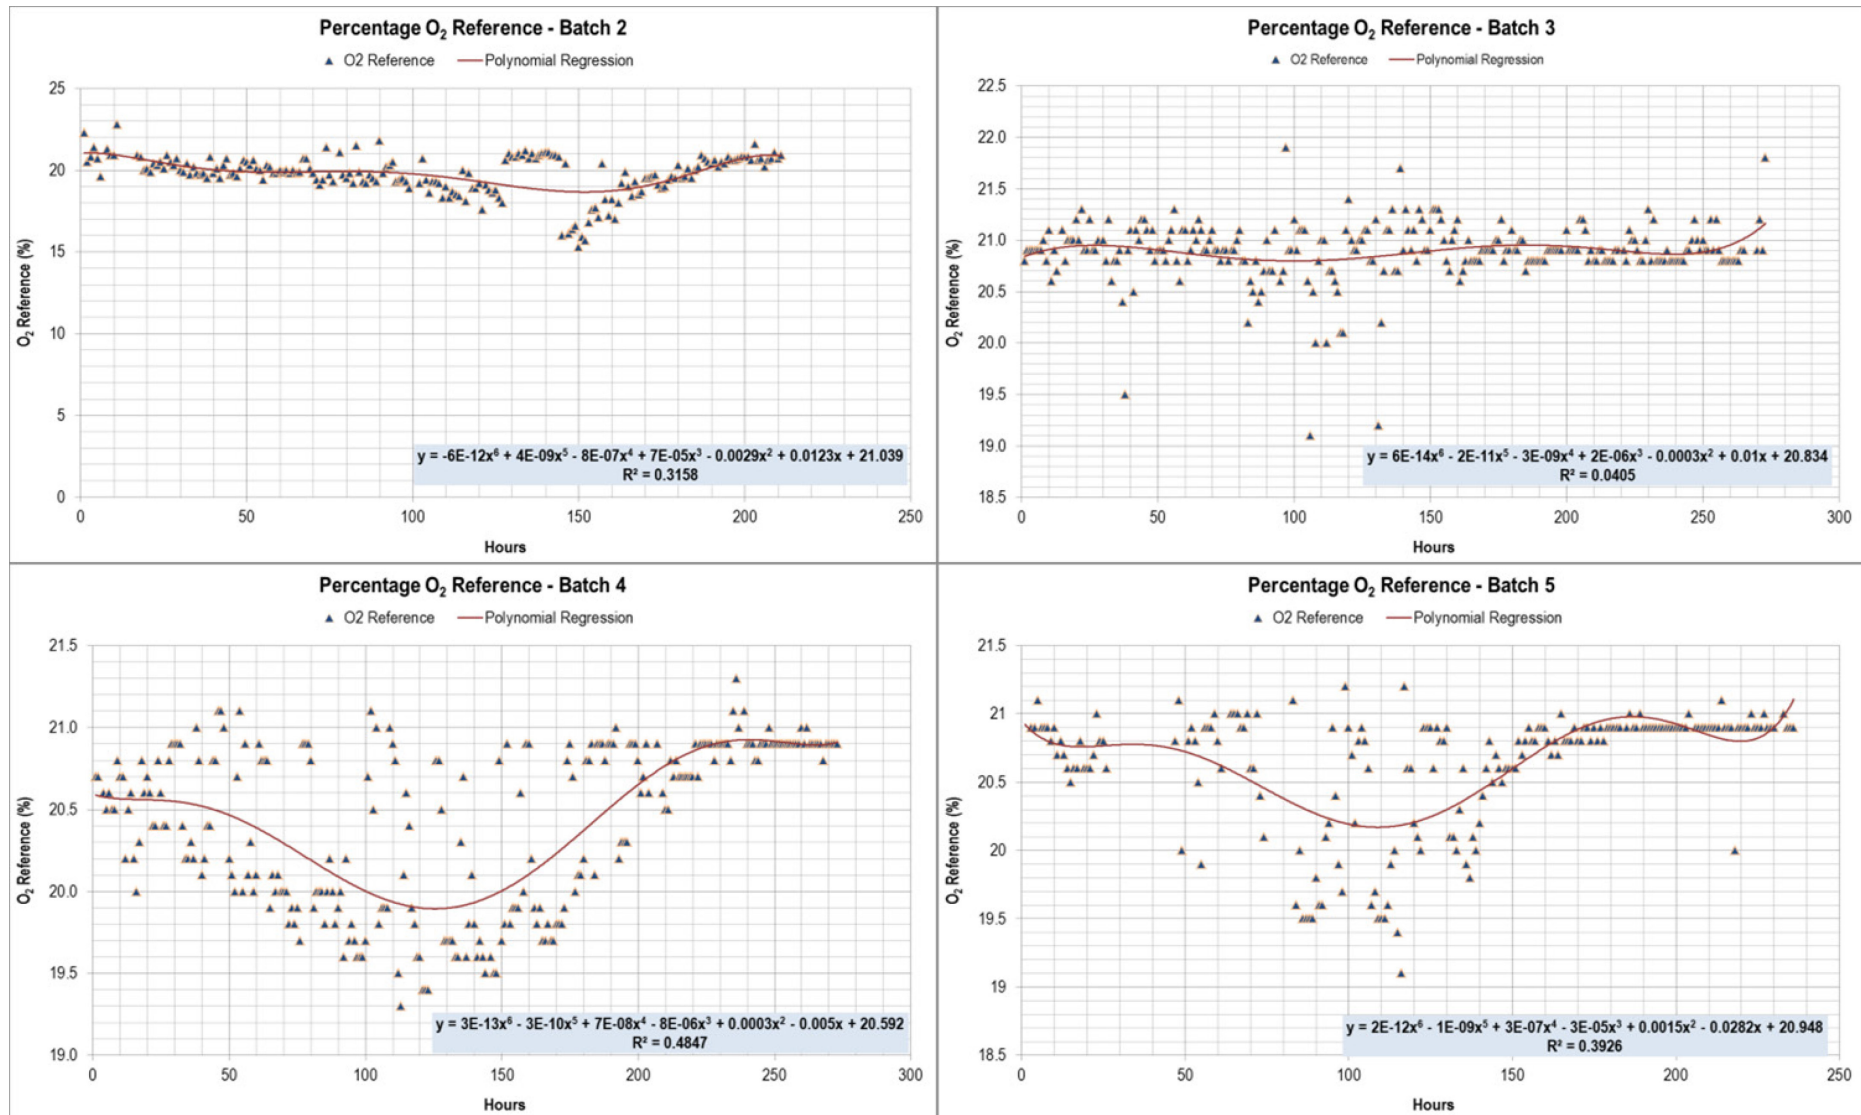 Percentage O₂ Reference - Batch 2
O2 Reference
Polynomial Regression
O₂ Reference (%)
25
20
15
10
5
0
y = -6E-12x⁶ + 4E-09x⁵ - 8E-07x⁴ + 7E-05x³ - 0.0029x² + 0.0123x + 21.039
R² = 0.3158
0 50 100 150 200 250
Hours
Percentage O₂ Reference - Batch 3
O2 Reference
Polynomial Regression
O₂ Reference (%)
22.5
22.0
21.5
21.0
20.5
20.0
19.5
19.0
18.5
y = 6E-14x⁶ - 2E-11x⁵ - 3E-09x⁴ + 2E-06x³ - 0.0003x² + 0.01x + 20.834
R² = 0.0405
0 50 100 150 200 250 300
Hours
Percentage O₂ Reference - Batch 4
O2 Reference
Polynomial Regression
O₂ Reference (%)
21.5
21.0
20.5
20.0
19.5
19.0
y = 3E-13x⁶ - 3E-10x⁵ + 7E-08x⁴ - 8E-06x³ + 0.0003x² - 0.005x + 20.592
R² = 0.4847
0 50 100 150 200 250 300
Hours
Percentage O₂ Reference - Batch 5
O2 Reference
Polynomial Regression
O₂ Reference (%)
21.5
21
20.5
20
19.5
19
18.5
y = 2E-12x⁶ - 1E-09x⁵ + 3E-07x⁴ - 3E-05x³ + 0.0015x² - 0.0282x + 20.948
R² = 0.3926
0 50 100 150 200 250
Hours